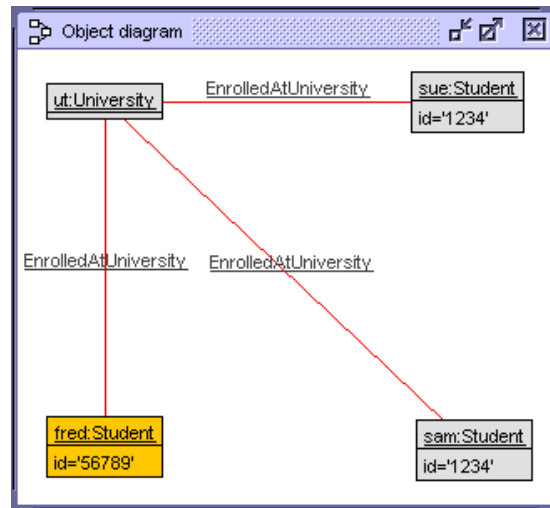 Object diagram
ut:University
EnrolledAtUniversity
sue:Student
id='1234'
EnrolledAtUniversity
EnrolledAtUniversity
fred:Student
id='56789'
sam:Student
id='1234'